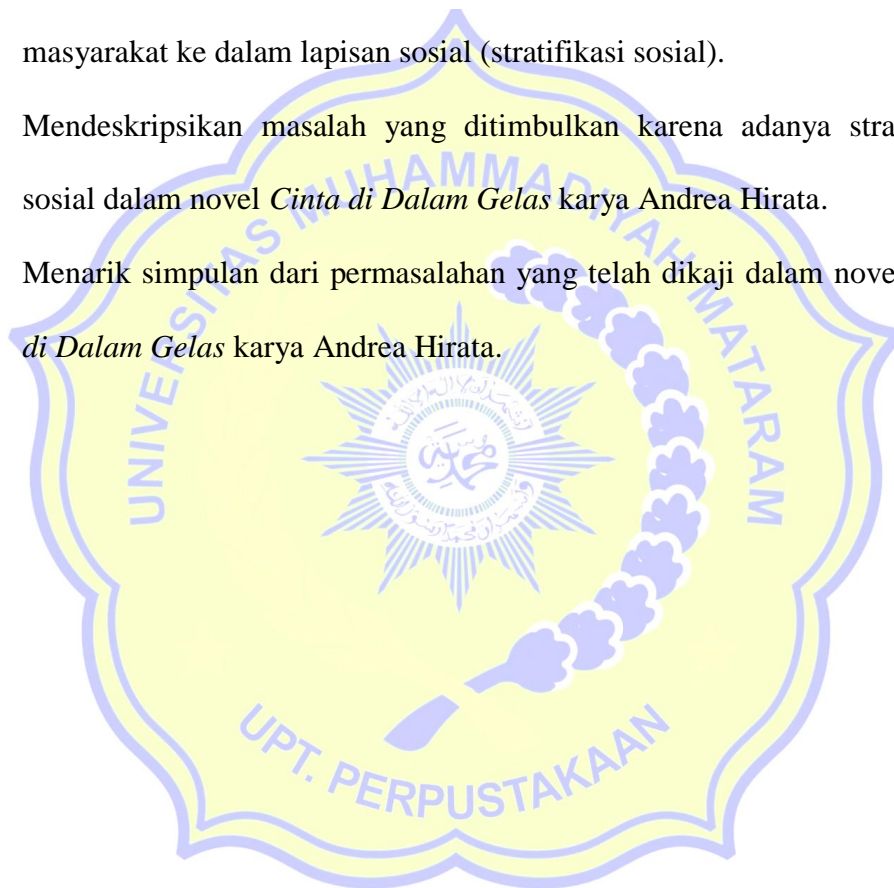 masyarakat ke dalam lapisan sosial (stratifikasi sosial).
Mendeskripsikan masalah yang ditimbulkan karena adanya stra
sosial dalam novel Cinta di Dalam Gelas karya Andrea Hirata.
Menarik simpulan dari permasalahan yang telah dikaji dalam nove
di Dalam Gelas karya Andrea Hirata.
UNIVERSITAS MUHAMMADIYAH MATARAM
UPT. PERPUSTAKAAN